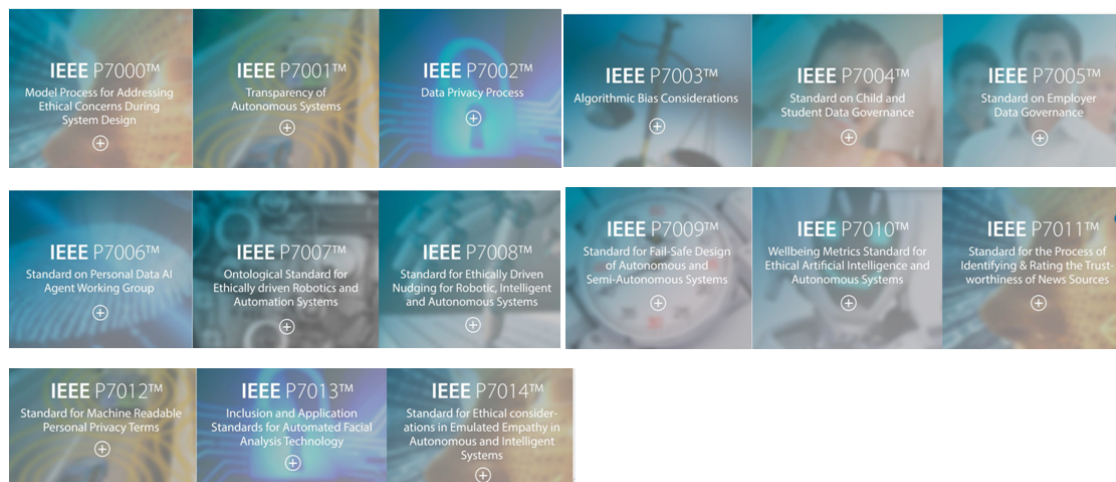 IEEE P7000™
Model Process for Addressing
Ethical Concerns During
System Design
IEEE P7001™
Transparency of
Autonomous Systems
IEEE P7002™
Data Privacy Process
IEEE P7003™
Algorithmic Bias Considerations
IEEE P7004™
Standard on Child and
Student Data Governance
IEEE P7005™
Standard on Employer
Data Governance
IEEE P7006™
Standard on Personal Data AI
Agent Working Group
IEEE P7007™
Ontological Standard for
Ethically driven Robotics and
Automation Systems
IEEE P7008™
Standard for Ethically Driven
Nudging for Robotic, Intelligent
and Autonomous Systems
IEEE P7009™
Standard for Fail-Safe Design
of Autonomous and
Semi-Autonomous Systems
IEEE P7010™
Wellbeing Metrics Standard for
Ethical Artificial Intelligence and
Autonomous Systems
IEEE P7011™
Standard for the Process of
Identifying & Rating the Trust-
worthiness of News Sources
IEEE P7012™
Standard for Machine Readable
Personal Privacy Terms
IEEE P7013™
Inclusion and Application
Standards for Automated Facial
Analysis Technology
IEEE P7014™
Standard for Ethical consider-
ations in Emulated Empathy in
Autonomous and Intelligent
Systems